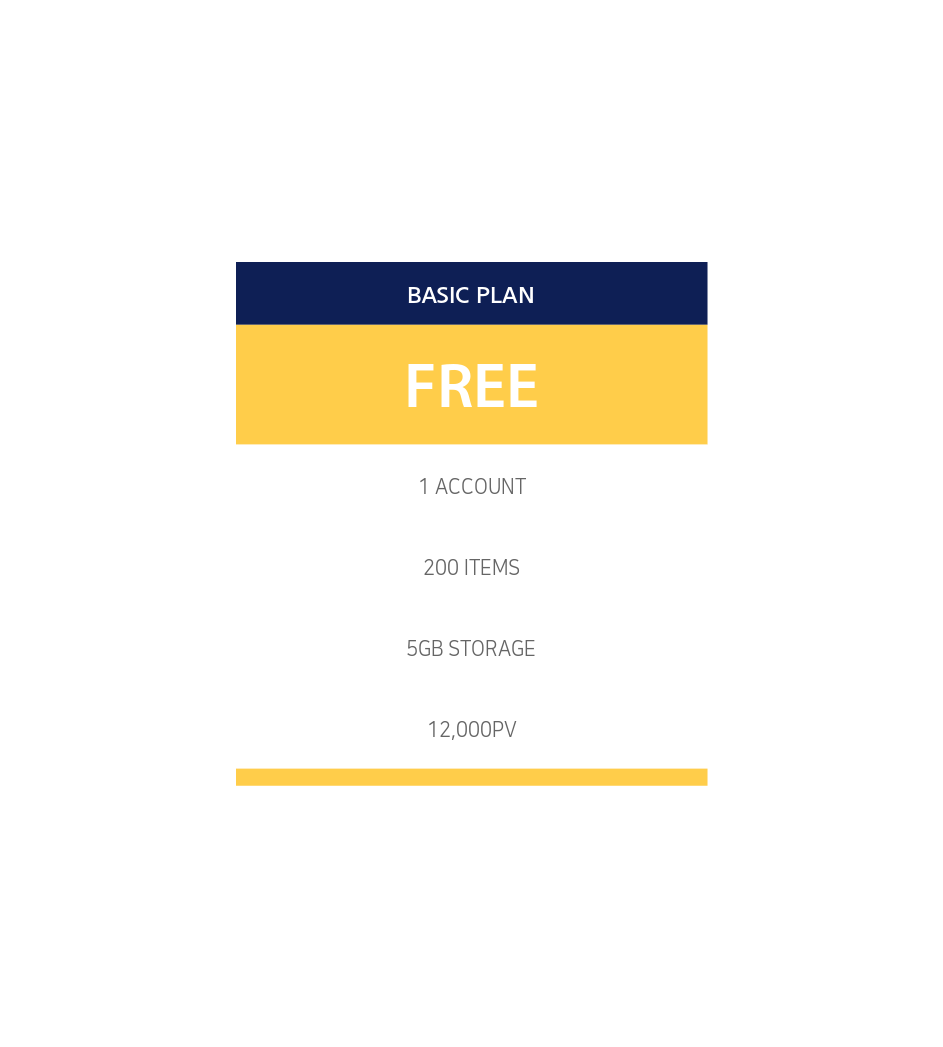 BASIC PLAN
FREE
1 ACCOUNT
200 ITEMS
5GB STORAGE
12,000PV